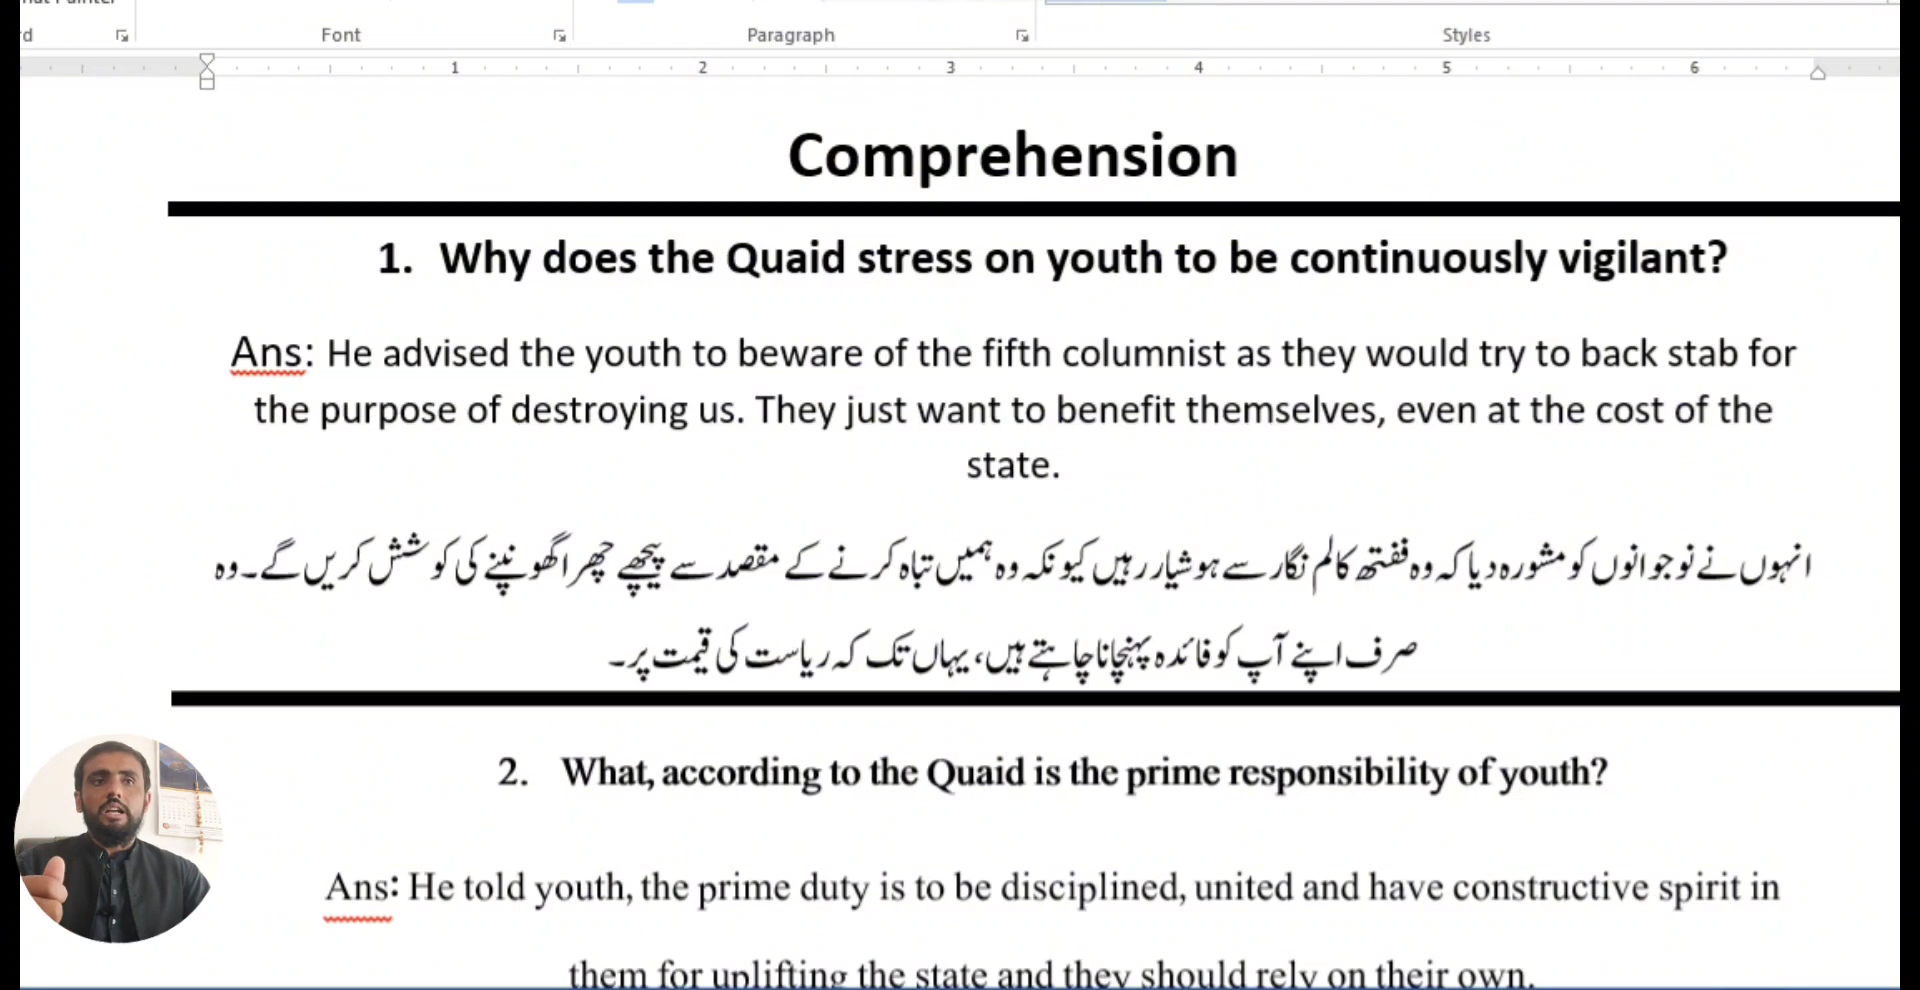 Font Paragraph Styles
1 2 3 4 5 6
Comprehension
1. Why does the Quaid stress on youth to be continuously vigilant?
Ans: He advised the youth to beware of the fifth columnist as they would try to back stab for
the purpose of destroying us. They just want to benefit themselves, even at the cost of the
state.
انہوں نے نوجوانوں کو مشورہ دیا کہ وہ ففتھ کالم نگار سے ہوشیار رہیں کیونکہ وہ ہمیں تباہ کرنے کے مقصد سے پیچھے چھرا گھونپنے کی کوشش کریں گے۔ وہ
صرف اپنے آپ کو فائدہ پہنچانا چاہتے ہیں، یہاں تک کہ ریاست کی قیمت پر۔
2. What, according to the Quaid is the prime responsibility of youth?
Ans: He told youth, the prime duty is to be disciplined, united and have constructive spirit in
them for uplifting the state and they should rely on their own.